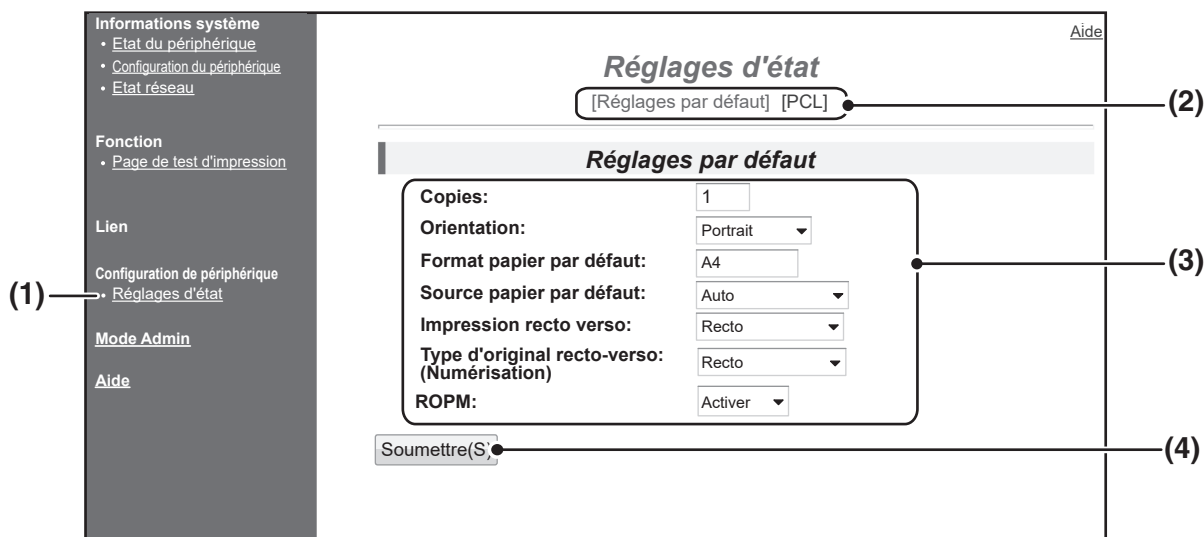 Informations système
• Etat du périphérique
• Configuration du périphérique
• Etat réseau
Fonction
• Page de test d'impression
Lien
Configuration de périphérique
• Réglages d'état
Mode Admin
Aide
(1)
Aide
Réglages d'état
[Réglages par défaut] [PCL]
(2)
Réglages par défaut
Copies: 1
Orientation: Portrait
Format papier par défaut: A4
(3)
Source papier par défaut: Auto
Impression recto verso: Recto
Type d'original recto-verso: Recto
(Numérisation)
ROPM: Activer
Soumettre(S)
(4)